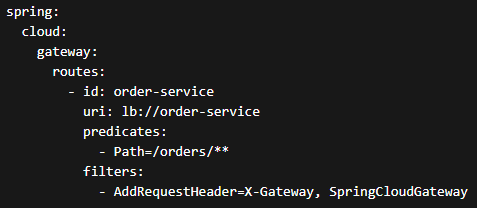 spring:
  cloud:
    gateway:
      routes:
        - id: order-service
          uri: lb://order-service
          predicates:
            - Path=/orders/**
          filters:
            - AddRequestHeader=X-Gateway, SpringCloudGateway